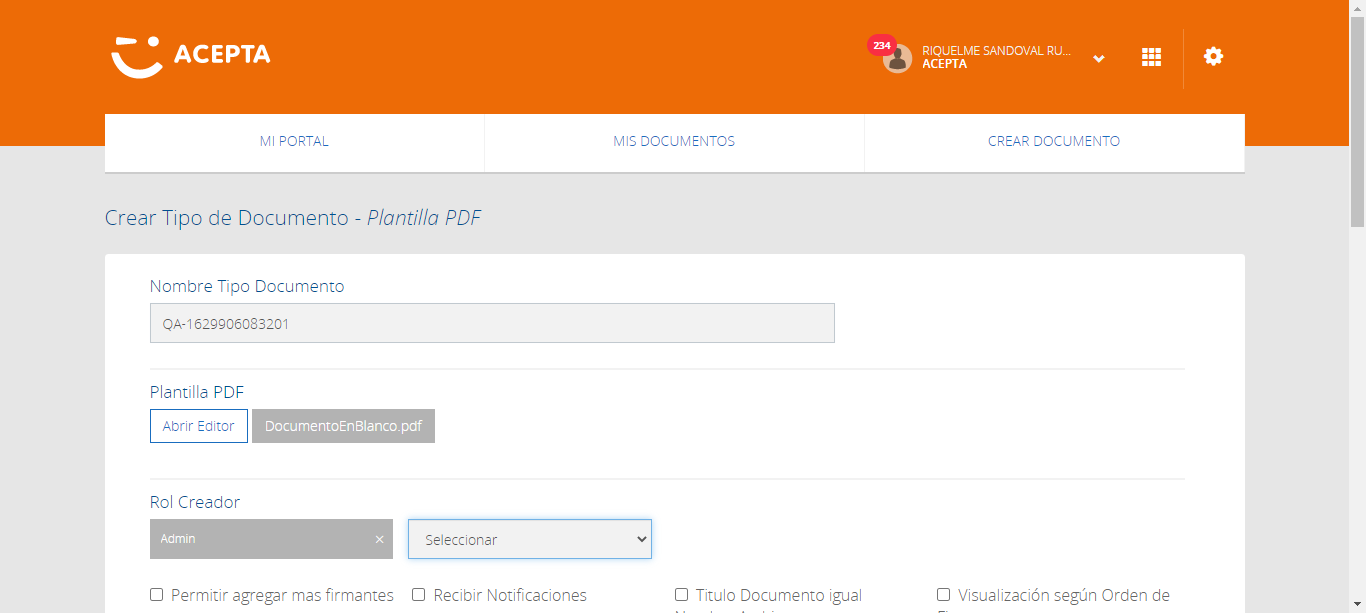 ACEPTA
234
RIQUELME SANDOVAL RU...
ACEPTA
MI PORTAL
MIS DOCUMENTOS
CREAR DOCUMENTO
Crear Tipo de Documento - Plantilla PDF
Nombre Tipo Documento
QA-1629906083201
Plantilla PDF
Abrir Editor
DocumentoEnBlanco.pdf
Rol Creador
Admin ×
Seleccionar
Permitir agregar mas firmantes
Recibir Notificaciones
Titulo Documento igual
Visualización según Orden de